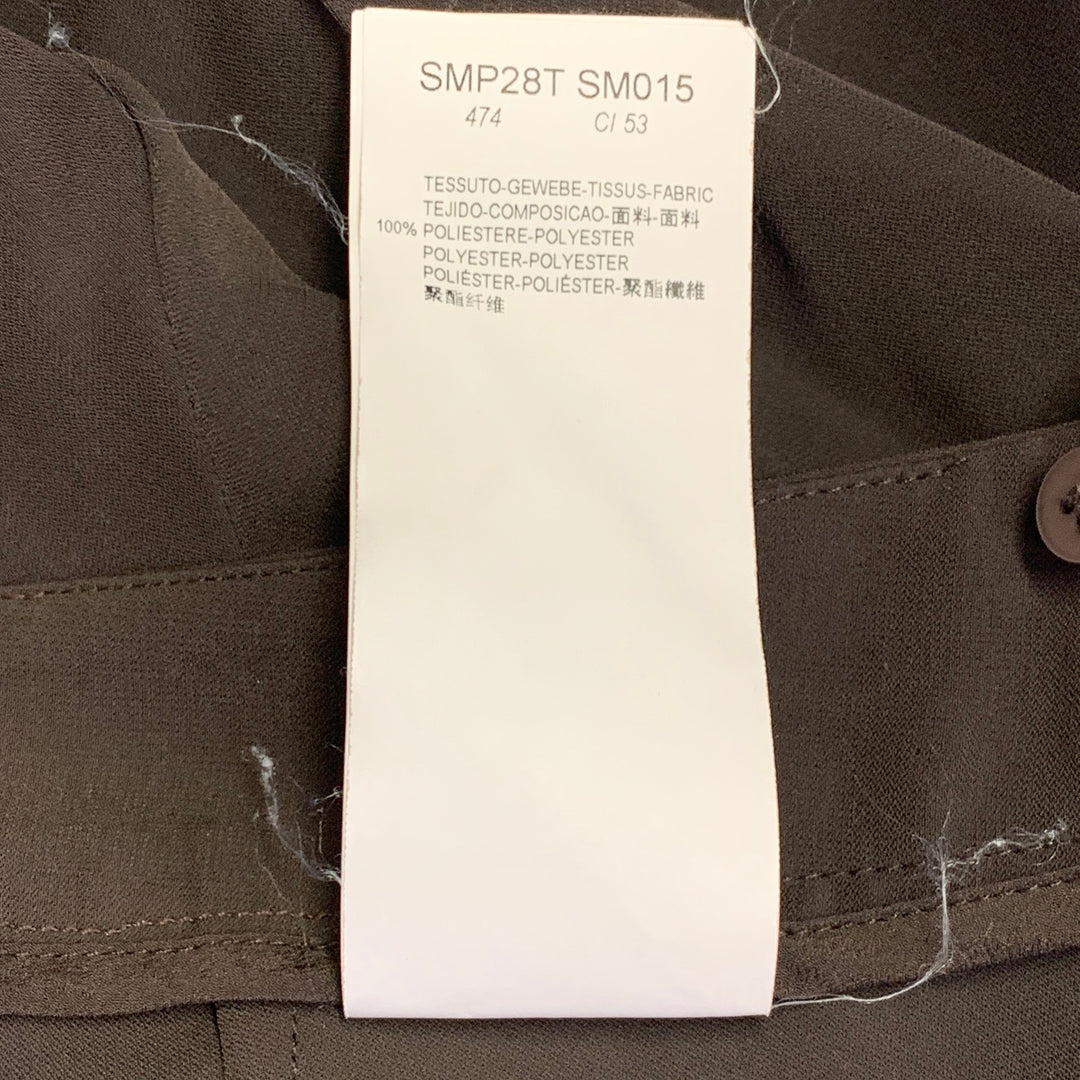 SMP28T SM015
474 C/ 53
TESSUTO-GEWEBE-TISSUS-FABRIC
TEJIDO-COMPOSICAO-面料-面料
100% POLIESTERE-POLYESTER
POLYESTER-POLYESTER
POLIÉSTER-POLIÉSTER-聚酯纖維
聚酯纤维